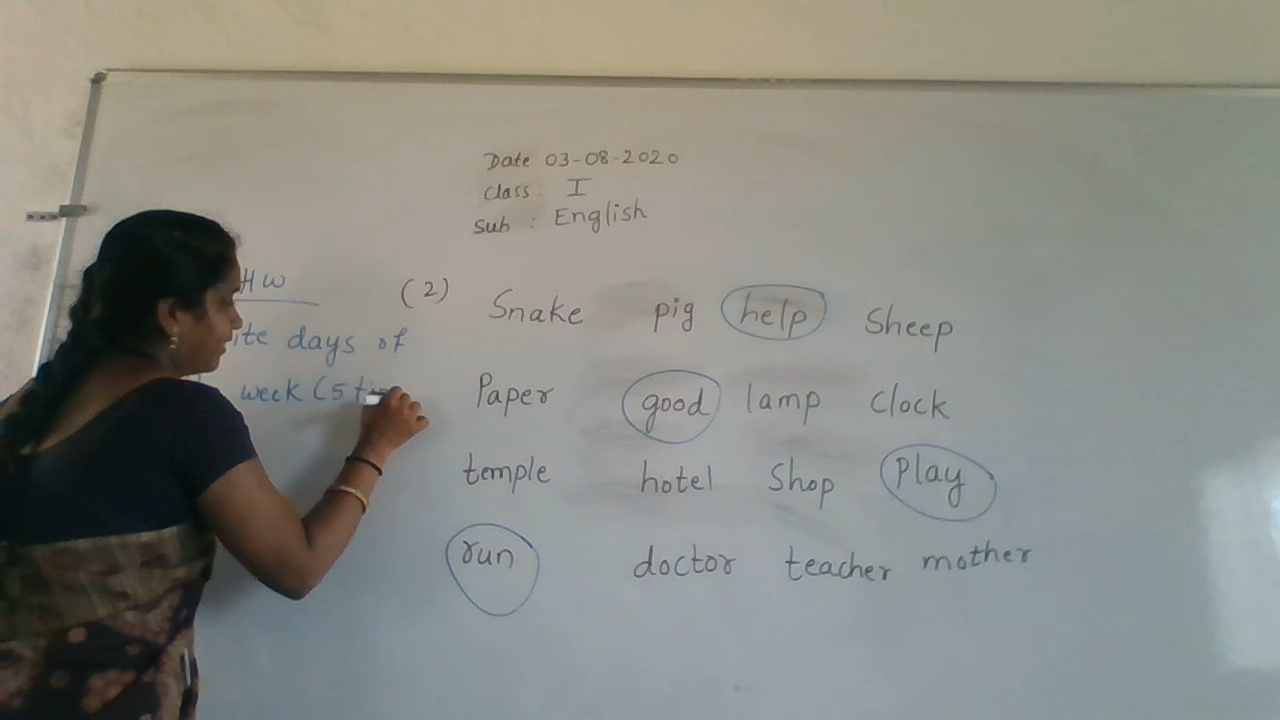 Date 03-08-2020
Class: I
Sub : English
HW
days of
week (5
(2) Snake pig help Sheep
Paper good lamp Clock
temple hotel Shop Play
run doctor teacher mother